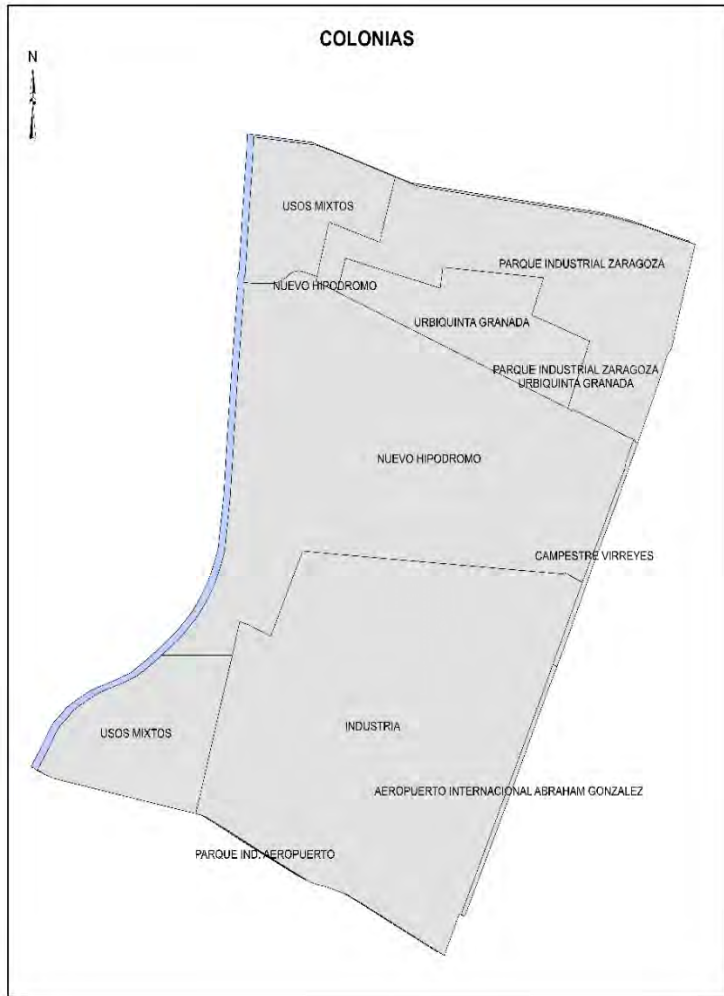 COLONIAS
N
USOS MIXTOS
PARQUE INDUSTRIAL ZARAGOZA
NUEVO HIPODROMO
URBIQUINTA GRANADA
PARQUE INDUSTRIAL ZARAGOZA
URBIQUINTA GRANADA
NUEVO HIPODROMO
CAMPESTRE VIRREYES
INDUSTRIA
USOS MIXTOS
AEROPUERTO INTERNACIONAL ABRAHAM GONZALEZ
PARQUE IND. AEROPUERTO